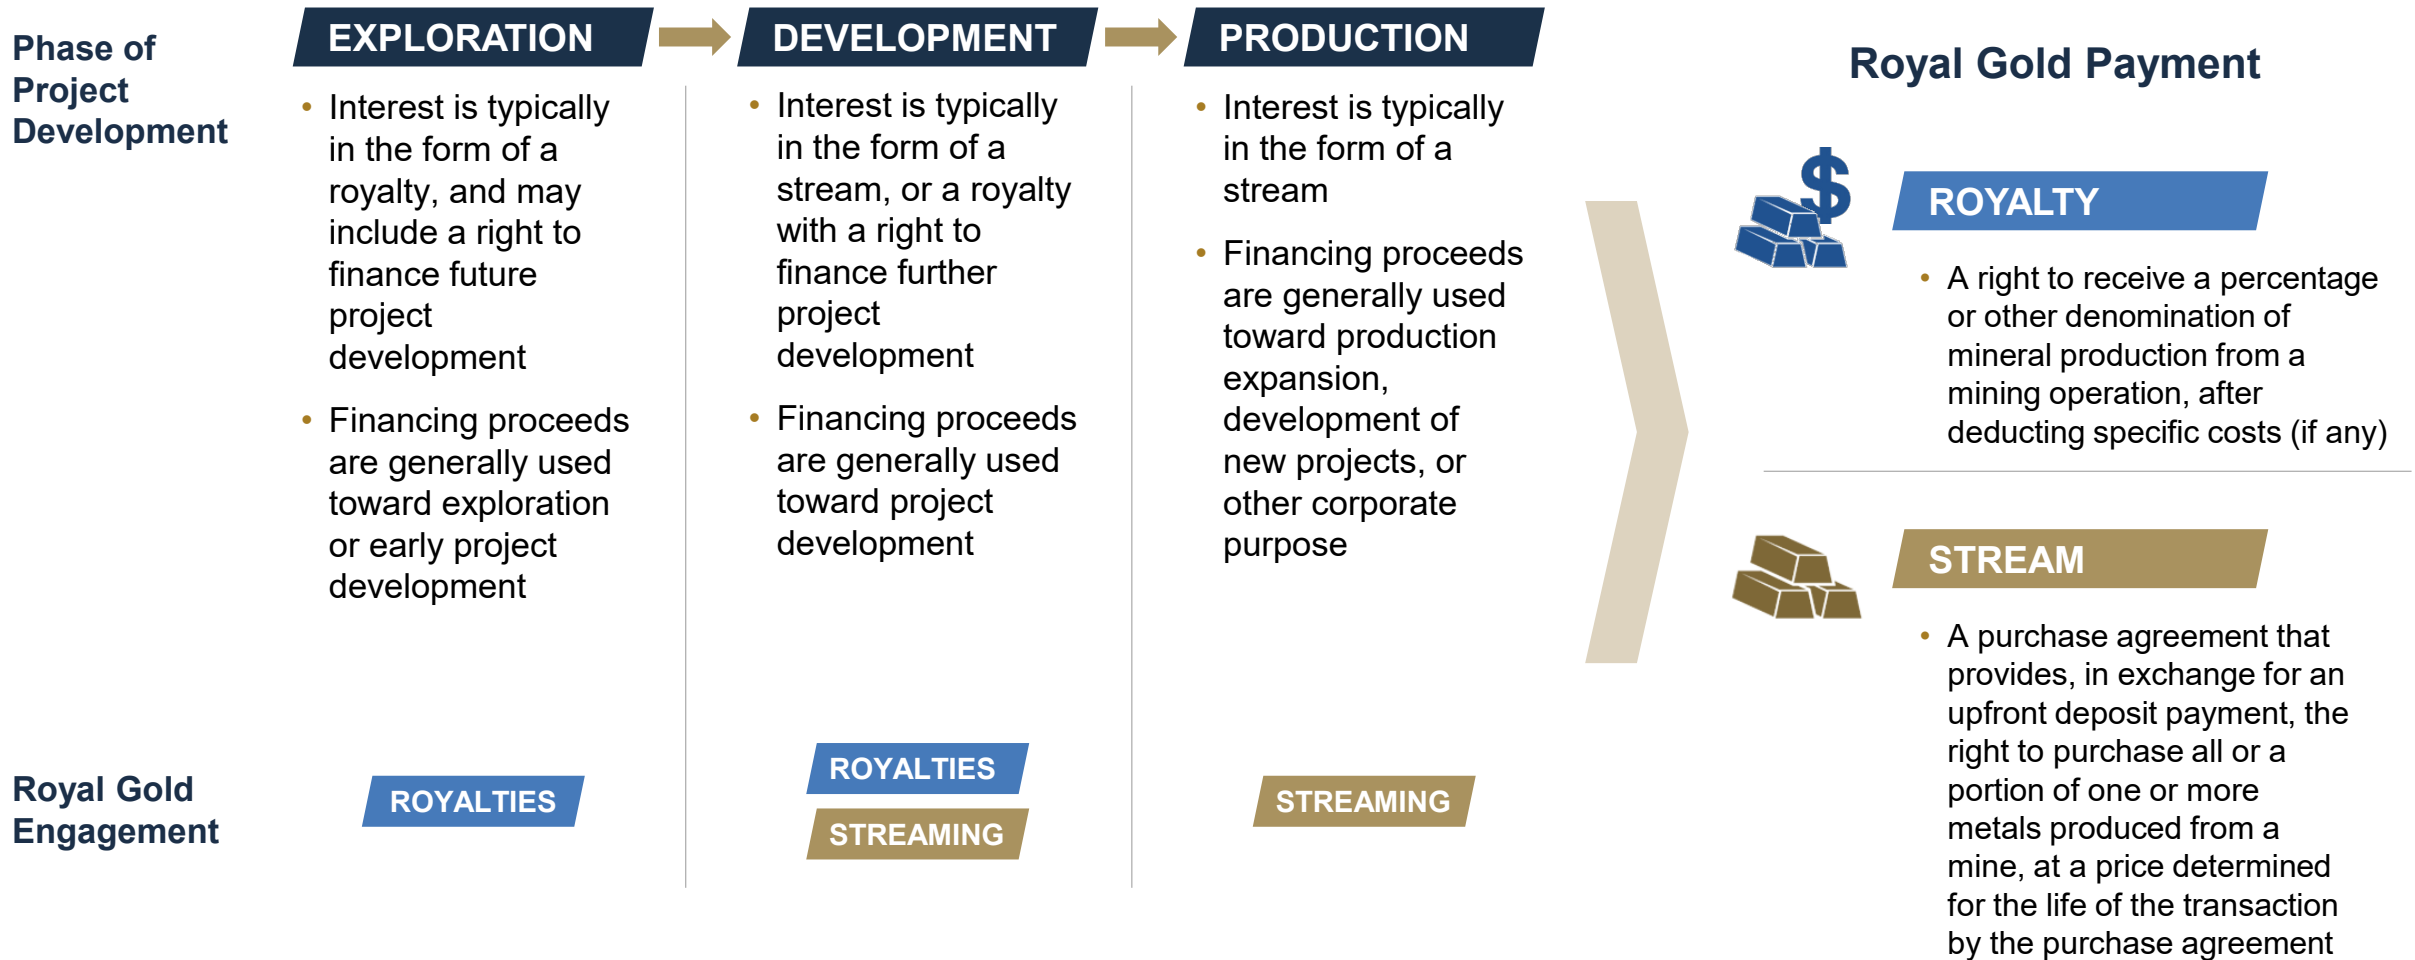 Phase of
Project
Development
EXPLORATION
• Interest is typically
in the form of a
royalty, and may
include a right to
finance future
project
development
• Financing proceeds
are generally used
toward exploration
or early project
development
DEVELOPMENT
• Interest is typically
in the form of a
stream, or a royalty
with a right to
finance further
project
development
• Financing proceeds
are generally used
toward project
development
PRODUCTION
• Interest is typically
in the form of a
stream
• Financing proceeds
are generally used
toward production
expansion,
development of
new projects, or
other corporate
purpose
Royal Gold
Engagement
ROYALTIES
ROYALTIES
STREAMING
STREAMING
Royal Gold Payment
$
ROYALTY
• A right to receive a percentage
or other denomination of
mineral production from a
mining operation, after
deducting specific costs (if any)
STREAM
• A purchase agreement that
provides, in exchange for an
upfront deposit payment, the
right to purchase all or a
portion of one or more
metals produced from a
mine, at a price determined
for the life of the transaction
by the purchase agreement